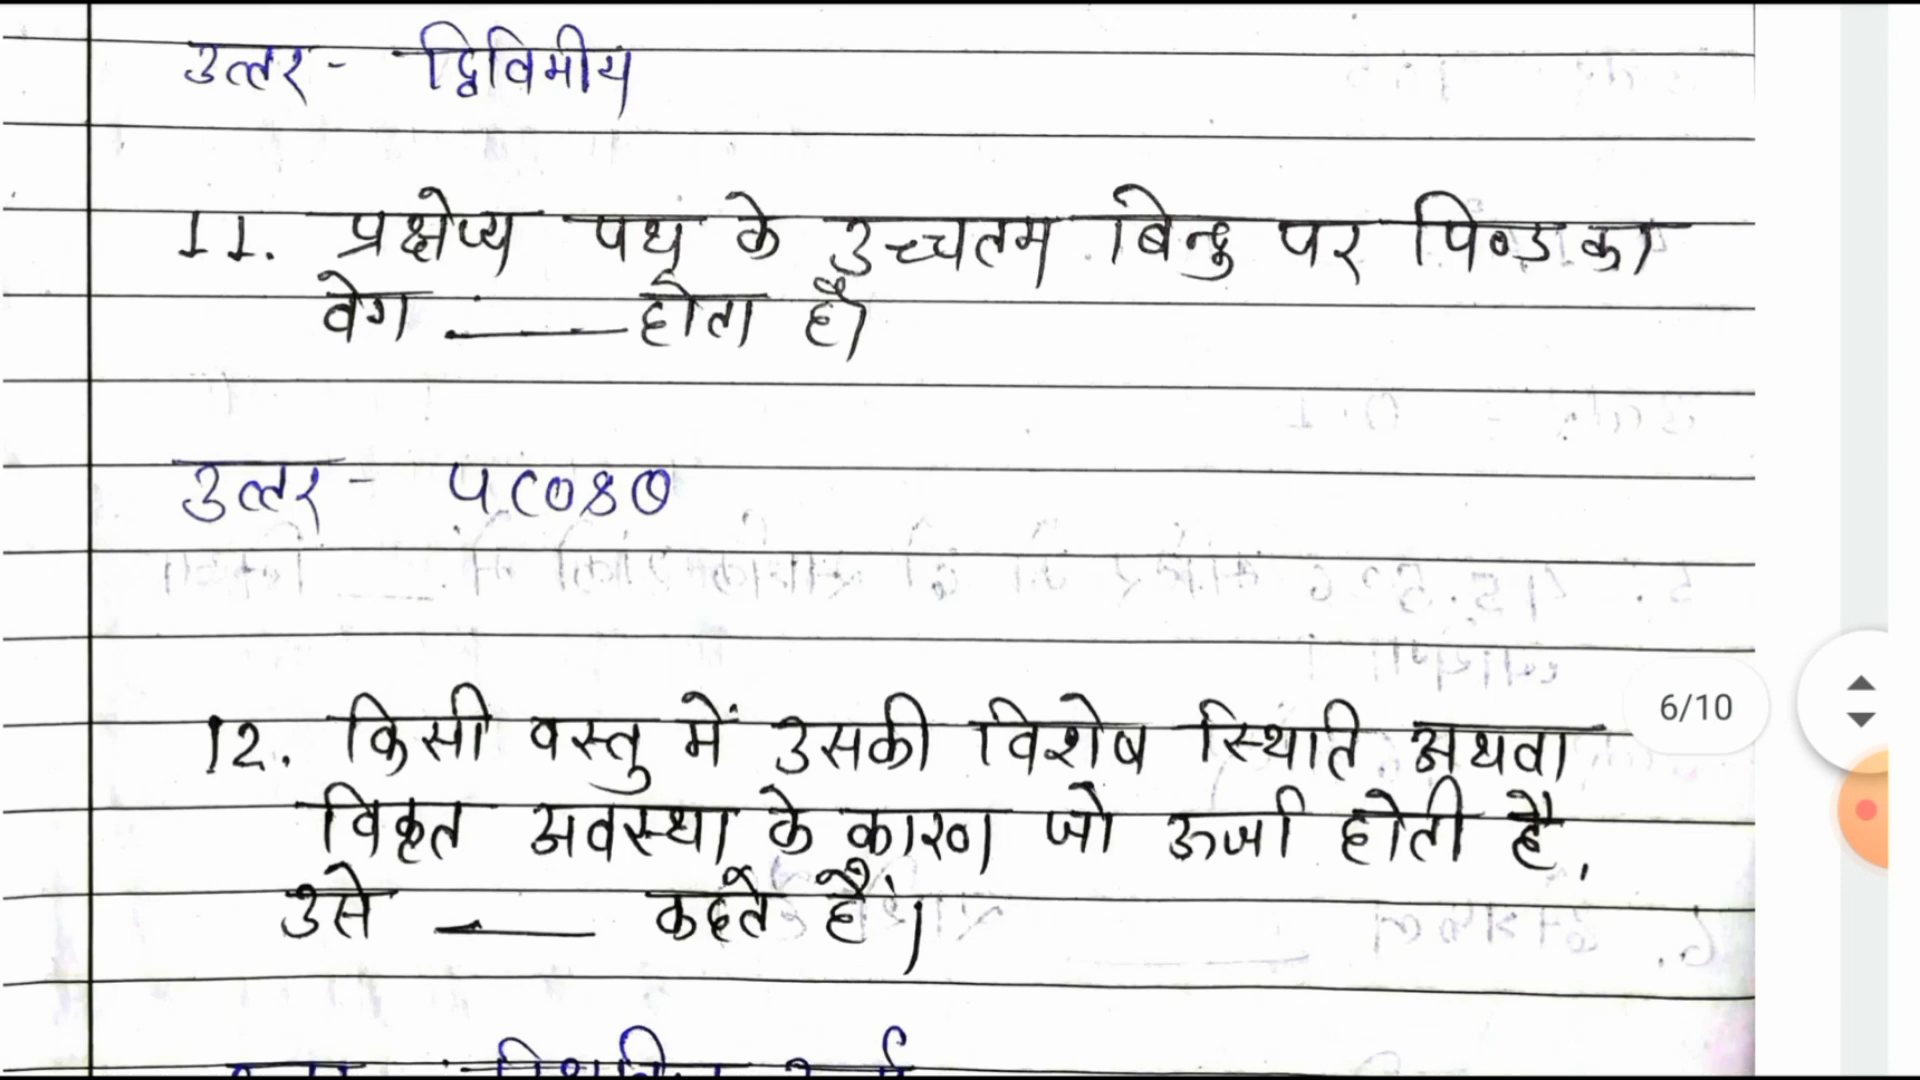 उत्तर - द्विविमीय
11. प्रक्षेप्य पथ के उच्चतम बिन्दु पर पिण्ड का
वेग ____ होता है।
उत्तर - ucosθ
6/10
12. किसी वस्तु में उसकी विशेष स्थिति अथवा
विकृत अवस्था के कारण जो ऊर्जा होती है,
उसे ____ कहते हैं।